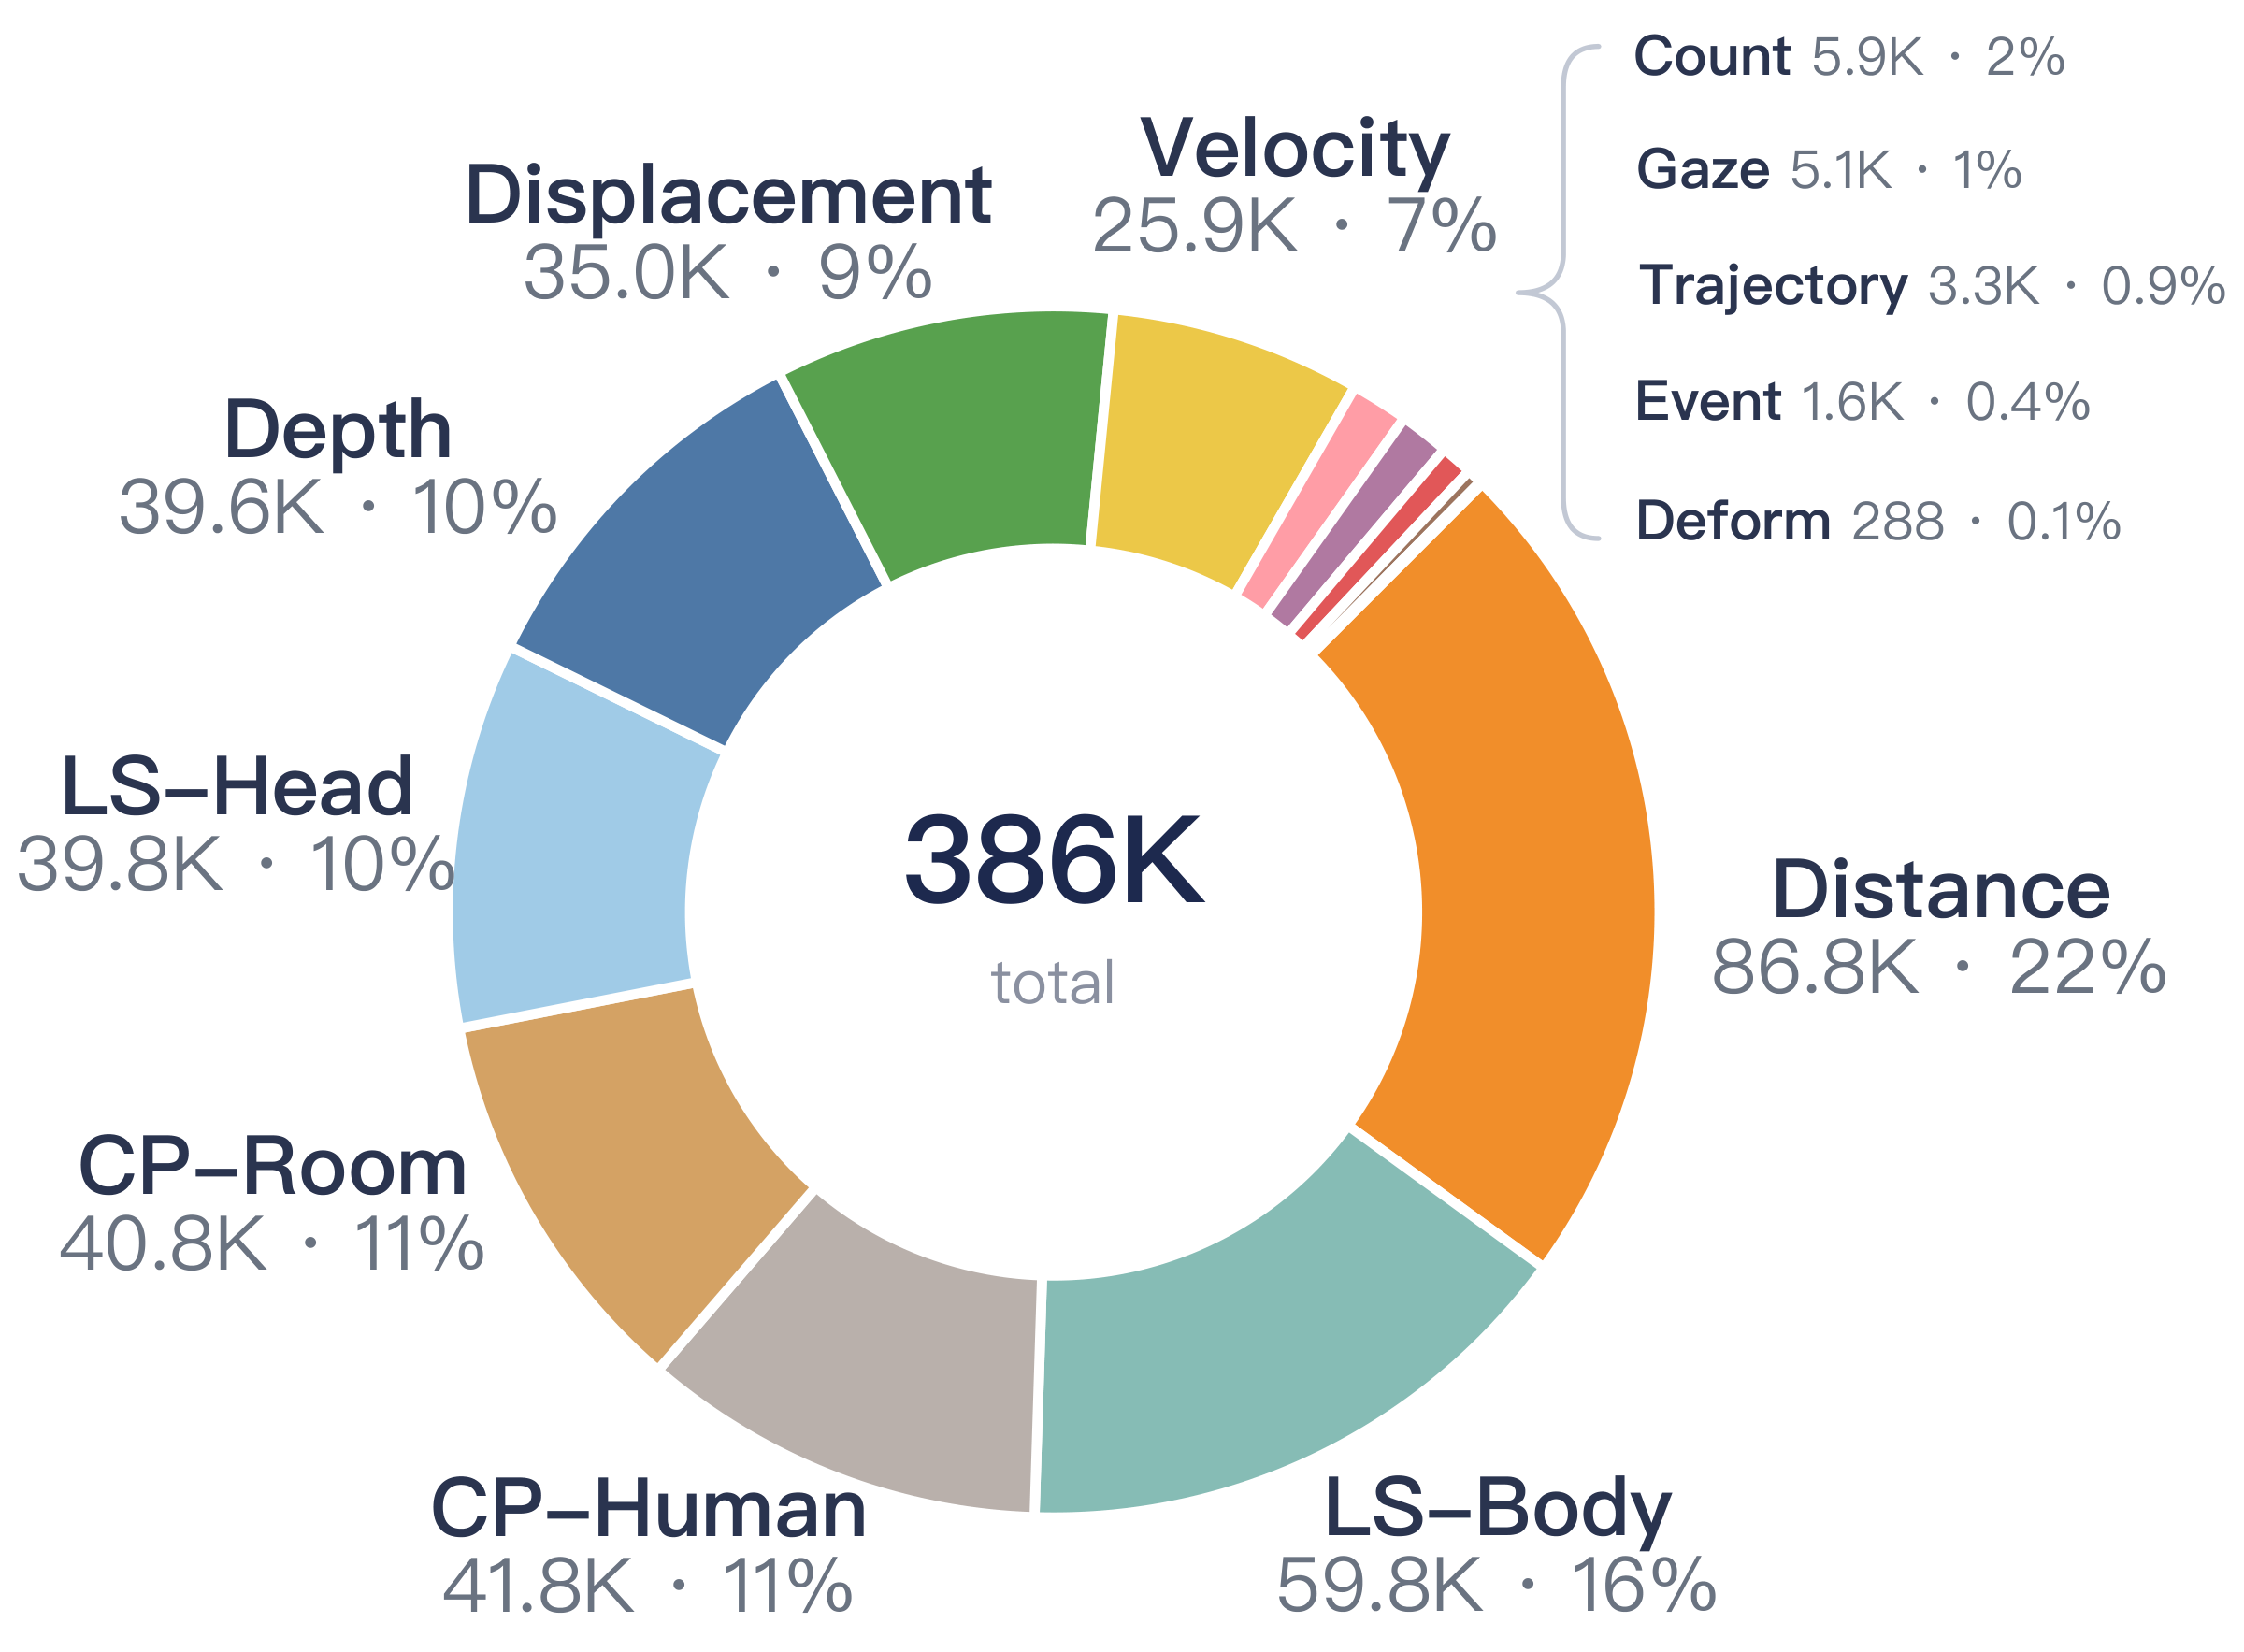 Count 5.9K · 2%
Gaze 5.1K · 1%
Trajectory 3.3K · 0.9%
Event 1.6K · 0.4%
Deform 288 · 0.1%
Velocity
25.9K · 7%
Displacement
35.0K · 9%
Depth
39.6K · 10%
LS–Head
39.8K · 10%
386K
total
Distance
86.8K · 22%
CP–Room
40.8K · 11%
CP–Human
41.8K · 11%
LS–Body
59.8K · 16%